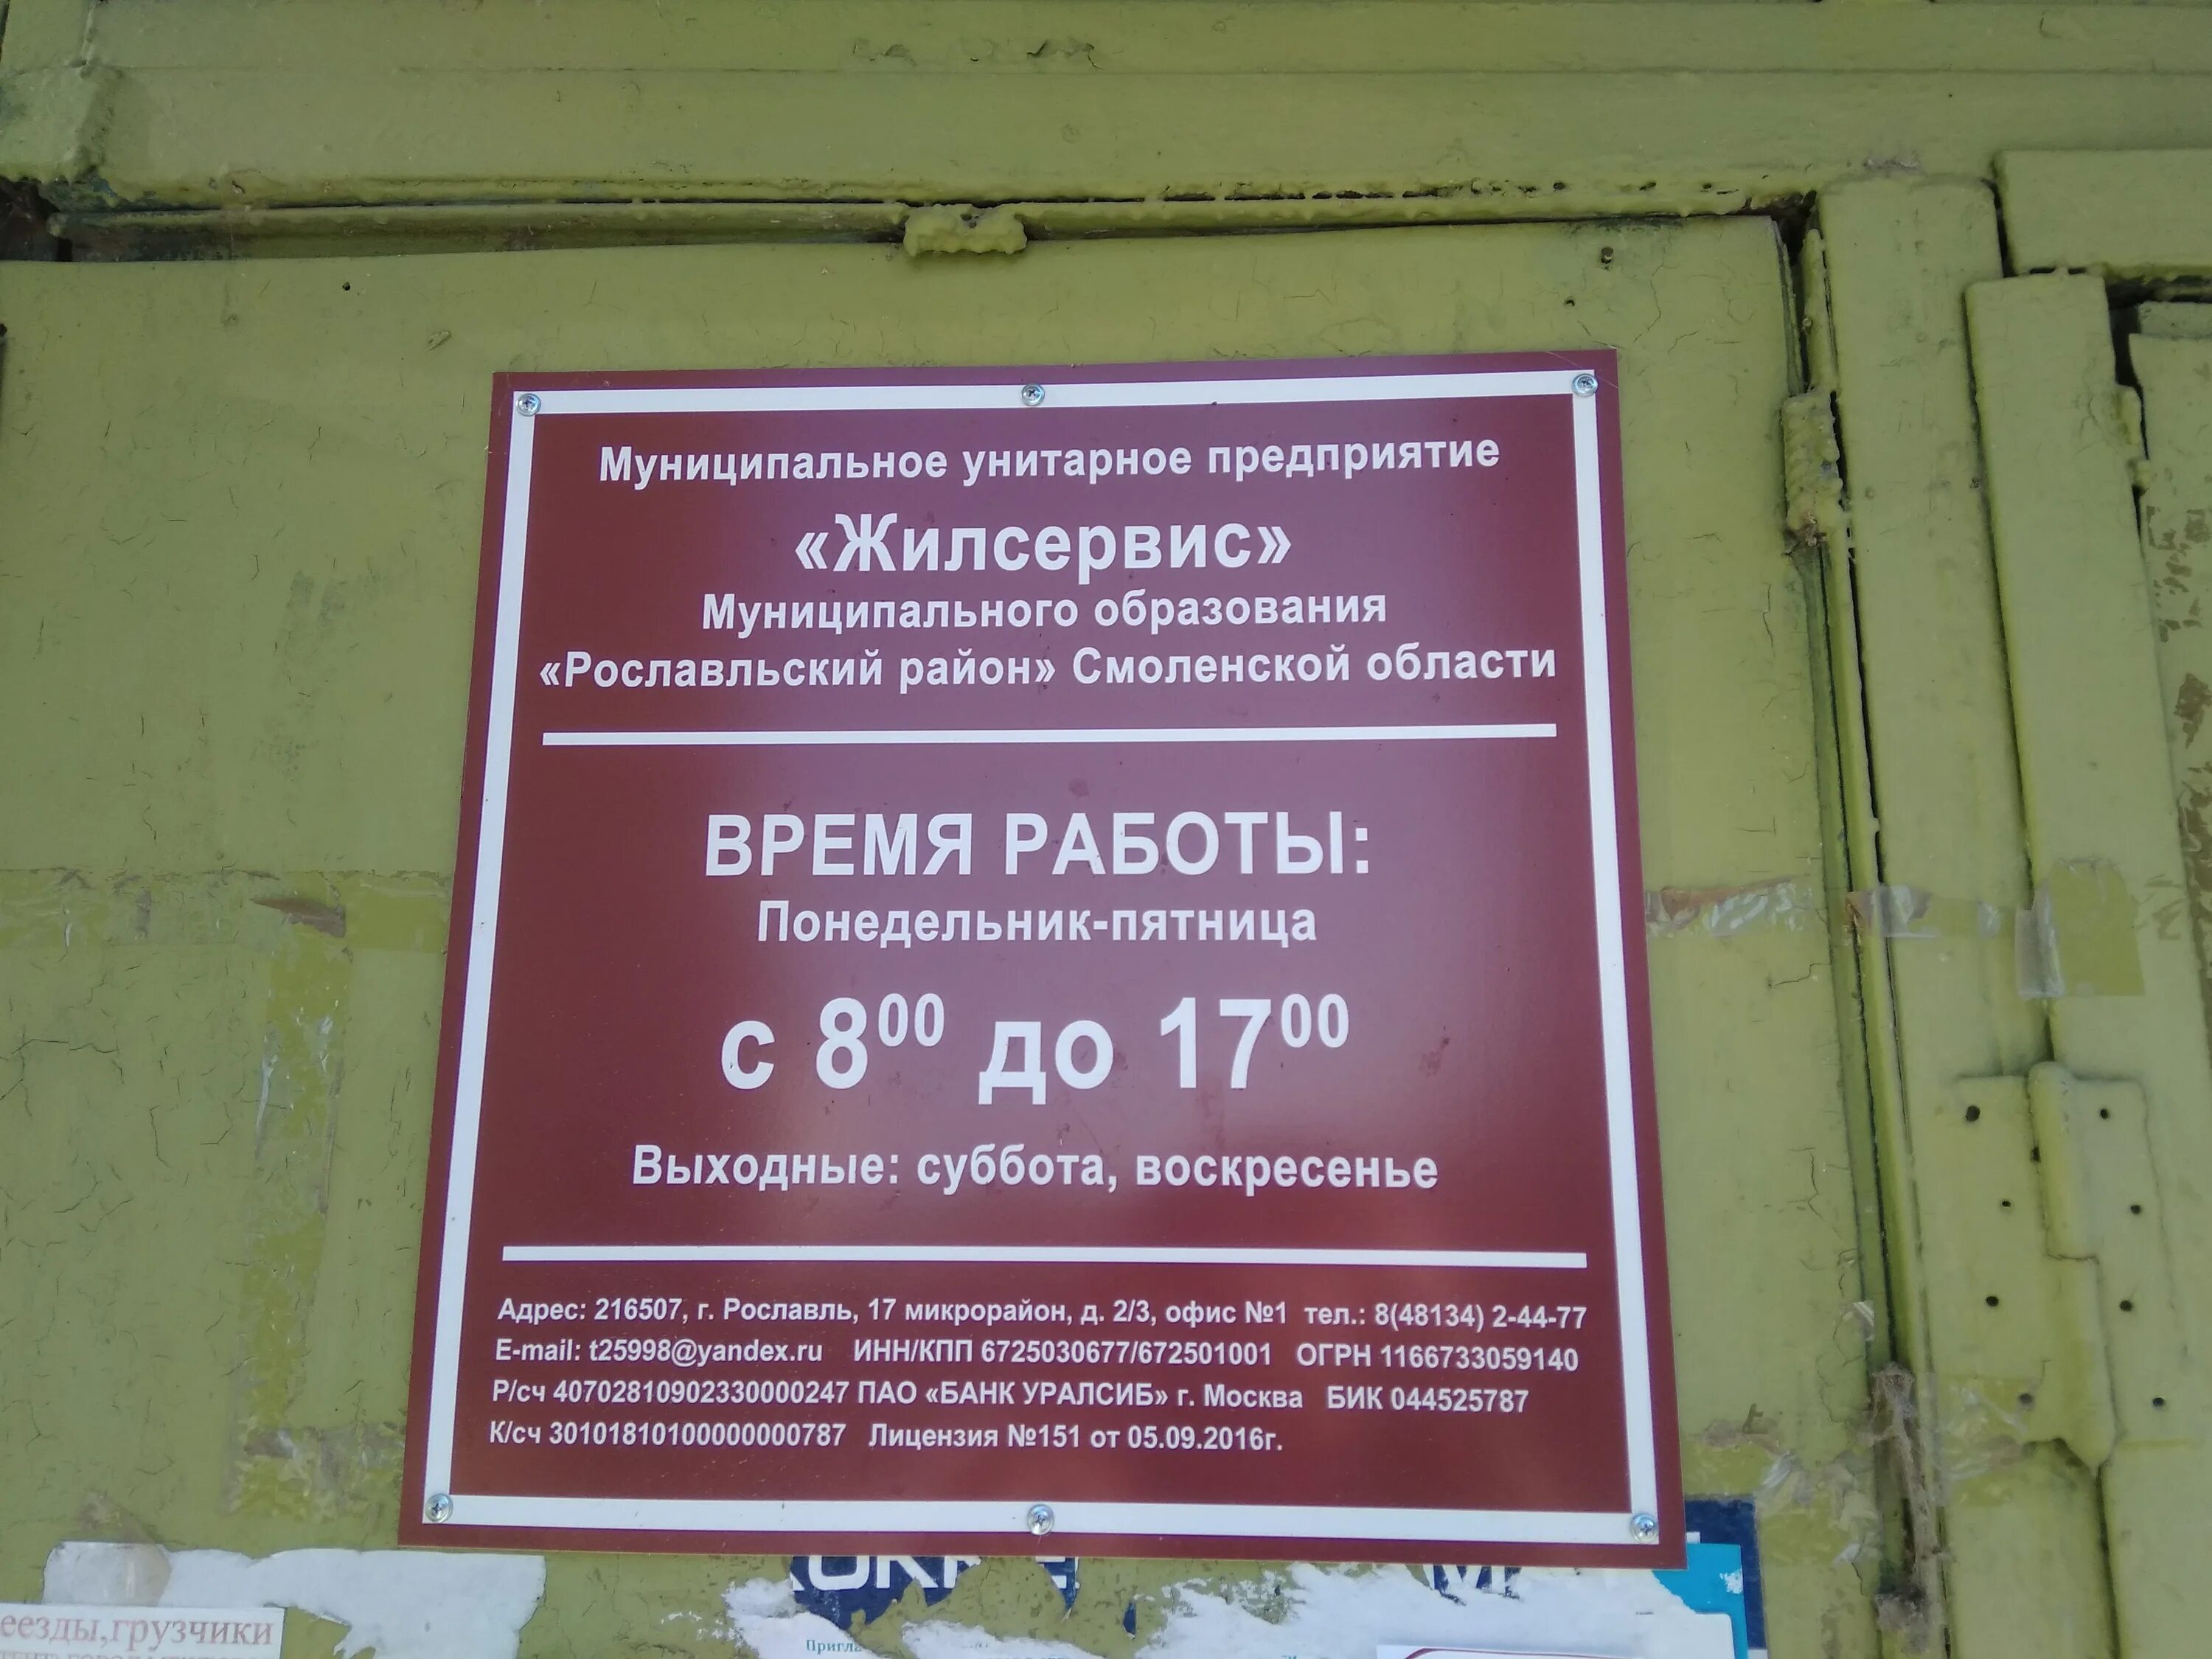 Муниципальное унитарное предприятие
«Жилсервис»
Муниципального образования
«Рославльский район» Смоленской области
ВРЕМЯ РАБОТЫ:
Понедельник-пятница
с 8⁰⁰ до 17⁰⁰
Выходные: суббота, воскресенье
Адрес: 216507, г. Рославль, 17 микрорайон, д. 2/3, офис №1 тел.: 8(48134) 2-44-77
E-mail: t25998@yandex.ru ИНН/КПП 6725030677/672501001 ОГРН 1166733059140
Р/сч 40702810902330000247 ПАО «БАНК УРАЛСИБ» г. Москва БИК 044525787
К/сч 30101810100000000787 Лицензия №151 от 05.09.2016г.
еезды,грузчики
Пригла